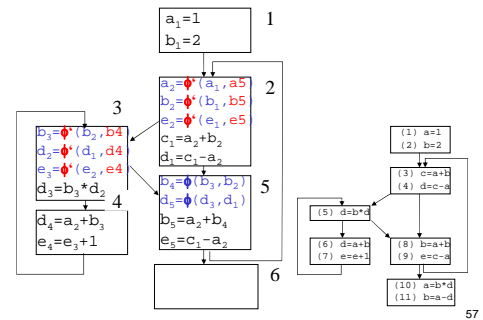 1
a₁=1
b₁=2
2
a₂=ϕ‘(a₁,a5)
b₂=ϕ‘(b₁,b5)
e₂=ϕ‘(e₁,e5)
c₁=a₂+b₂
d₁=c₁-a₂
3
b₃=ϕ‘(b₂,b4)
d₂=ϕ‘(d₁,d4)
e₃=ϕ‘(e₂,e4)
d₃=b₃*d₂
4
d₄=a₂+b₃
e₄=e₃+1
5
b₄=ϕ(b₃,b₂)
d₅=ϕ(d₃,d₁)
b₅=a₂+b₄
e₅=c₁-a₂
6
(1) a=1
(2) b=2
(3) c=a+b
(4) d=c-a
(5) d=b*d
(6) d=a+b
(7) e=e+1
(8) b=a+b
(9) e=c-a
(10) a=b*d
(11) b=a-d
57